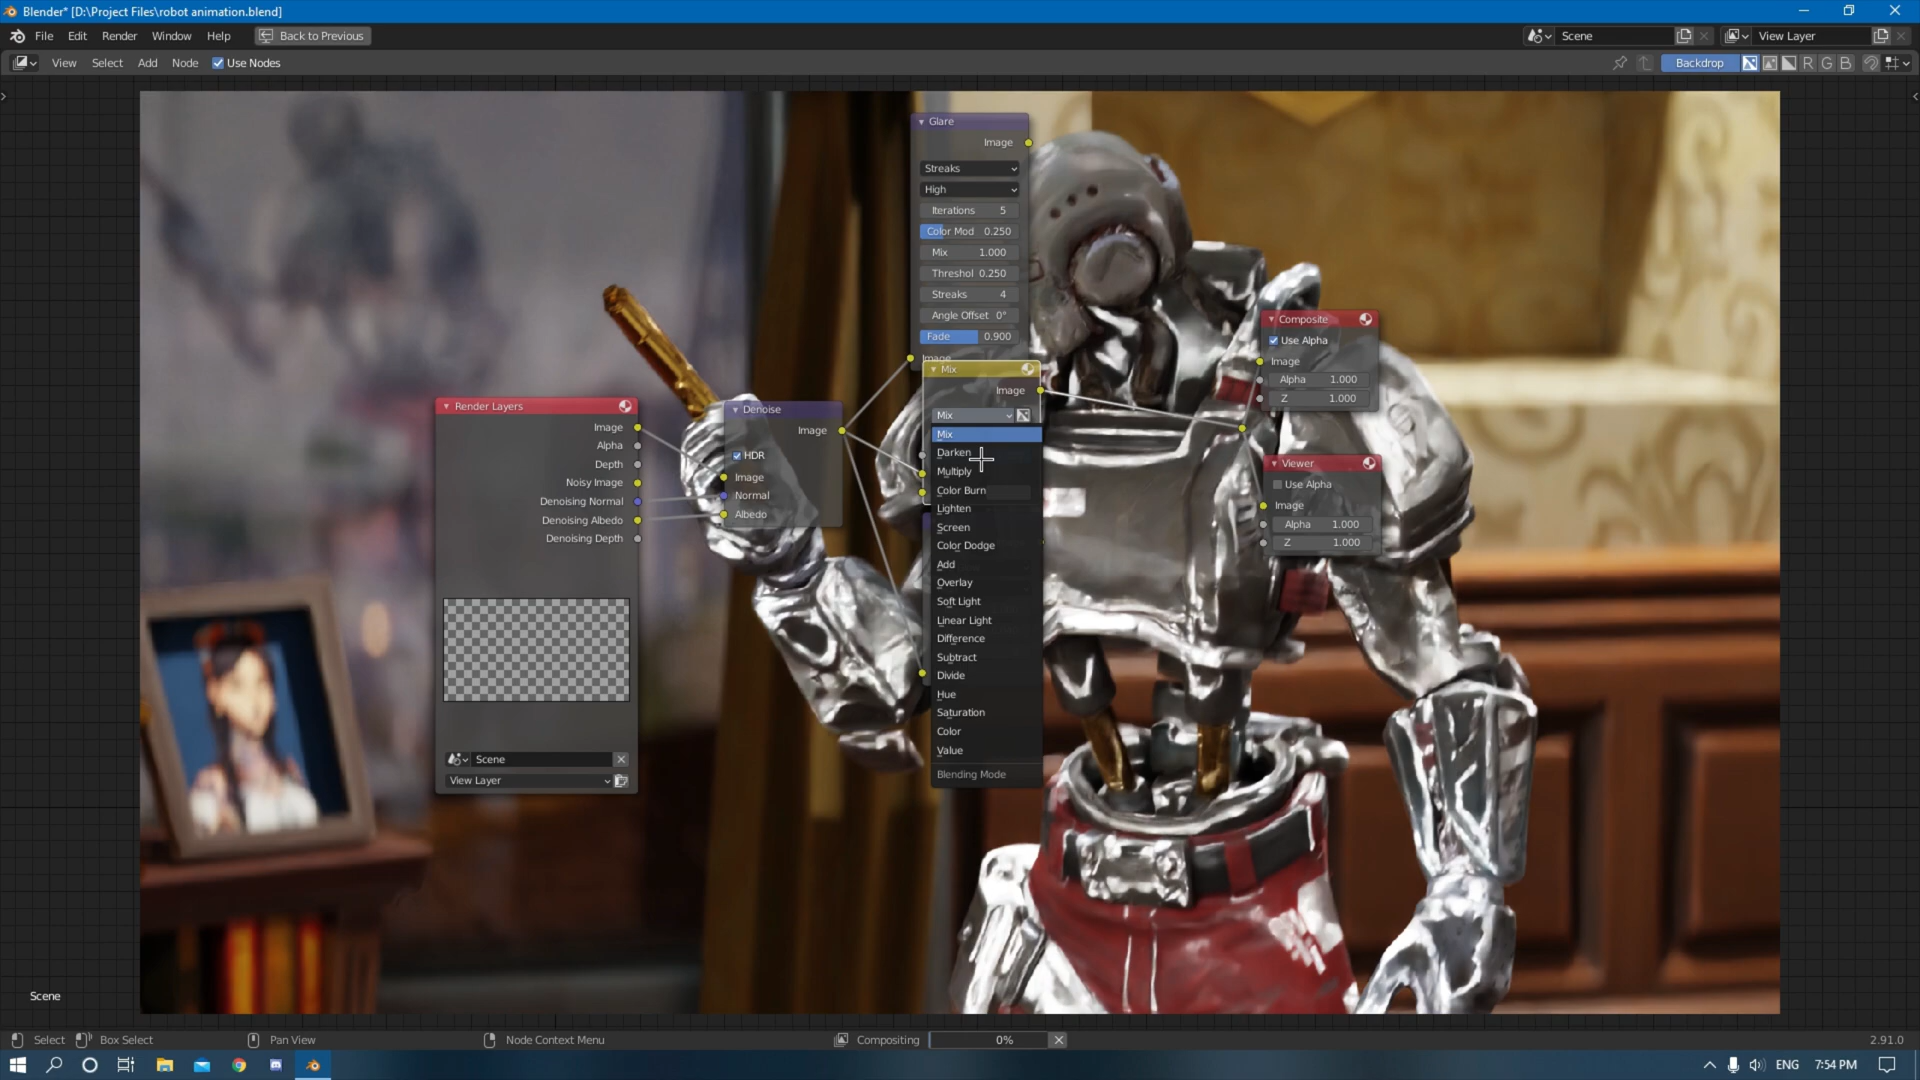 Blender* [D:\Project Files\robot animation.blend]
File Edit Render Window Help Back to Previous Scene View Layer
View Select Add Node Use Nodes Backdrop R G B
Glare
Image
Streaks
High
Iterations 5
Color Mod 0.250
Mix 1.000
Threshol 0.250
Streaks 4
Angle Offset 0°
Fade 0.900
Image
Mix
Image
Mix
Mix
Darken
Multiply
Color Burn
Lighten
Screen
Color Dodge
Add
Overlay
Soft Light
Linear Light
Difference
Subtract
Divide
Hue
Saturation
Color
Value
Blending Mode
Render Layers
Image
Alpha
Depth
Noisy Image
Denoising Normal
Denoising Albedo
Denoising Depth
Scene
View Layer
Denoise
Image
HDR
Image
Normal
Albedo
Composite
Use Alpha
Image
Alpha 1.000
Z 1.000
Viewer
Use Alpha
Image
Alpha 1.000
Z 1.000
Scene
Select Box Select Pan View Node Context Menu Compositing 0% 2.91.0
ENG 7:54 PM